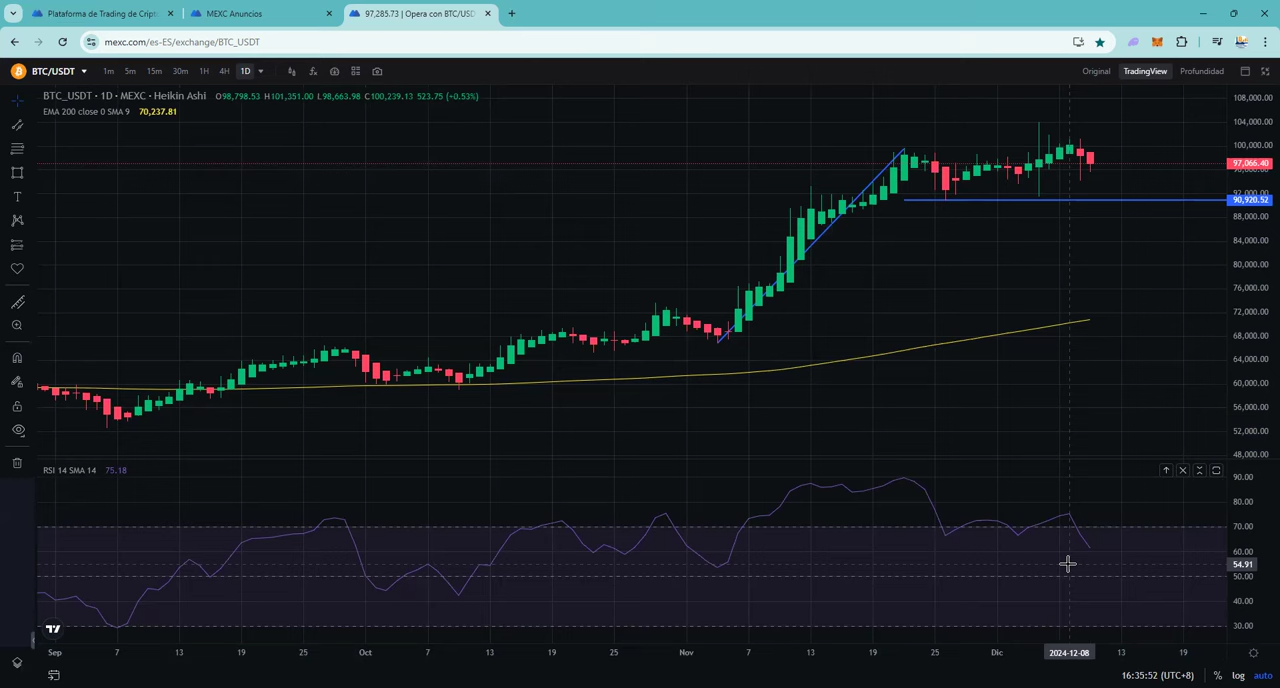 Plataforma de Trading de Cript
MEXC Anuncios
97,285.73 | Opera con BTC/USD
mexc.com/es-ES/exchange/BTC_USDT
BTC/USDT 1m 5m 15m 30m 1H 4H 1D Original TradingView Profundidad
BTC_USDT · 1D · MEXC · Heikin Ashi O98,798.53 H101,351.00 L98,663.98 C100,239.13 523.75 (+0.53%)
EMA 200 close 0 SMA 9 70,237.81
108,000.00
104,000.00
100,000.00
97,066.40
96,000.00
92,000.00
90,920.52
88,000.00
84,000.00
80,000.00
76,000.00
72,000.00
68,000.00
64,000.00
60,000.00
56,000.00
52,000.00
48,000.00
RSI 14 SMA 14 75.18
90.00
80.00
70.00
60.00
54.91
50.00
40.00
30.00
Sep 7 13 19 25 Oct 7 13 19 25 Nov 7 13 19 25 Dic 2024-12-08 13 19
16:35:52 (UTC+8) % log auto